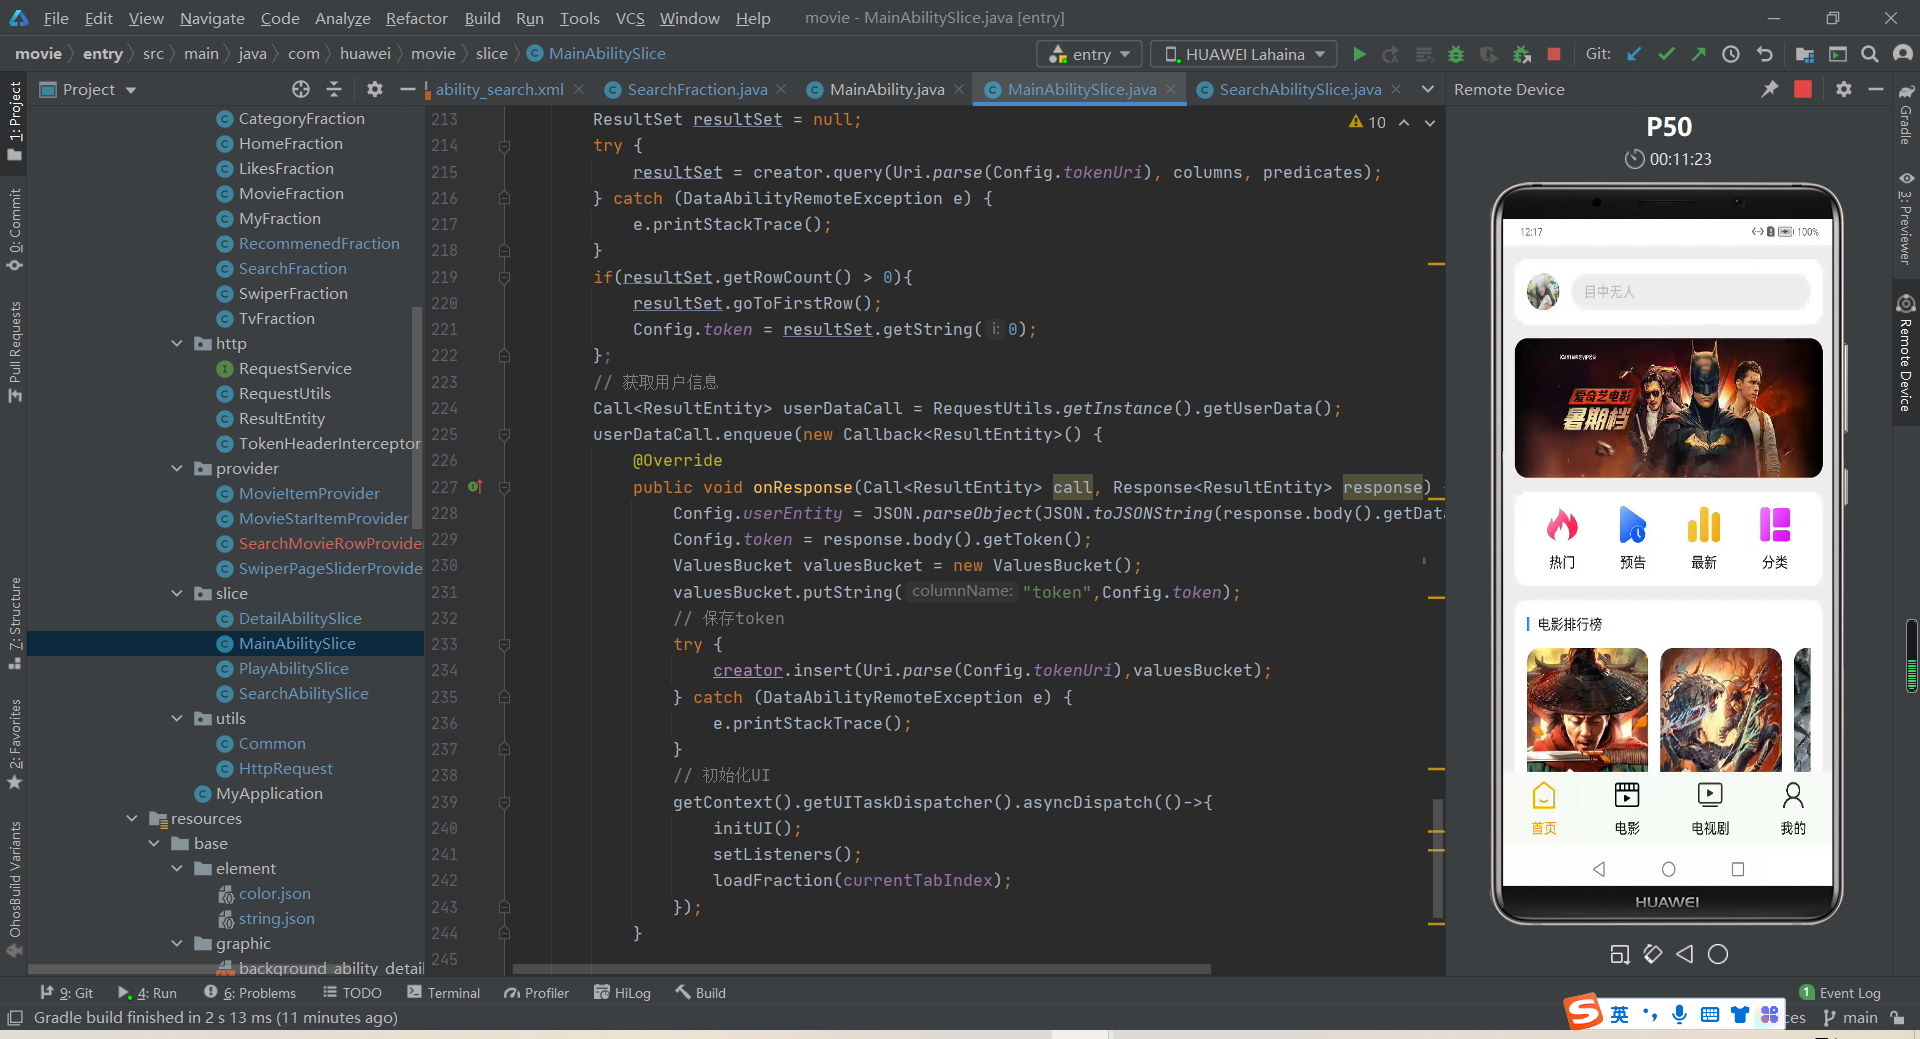 File Edit View Navigate Code Analyze Refactor Build Run Tools VCS Window Help movie - MainAbilitySlice.java [entry]
movie entry src main java com huawei movie slice MainAbilitySlice entry HUAWEI Lahaina Git:
Project ability_search.xml SearchFraction.java MainAbility.java MainAbilitySlice.java SearchAbilitySlice.java Remote Device
1: Project
0: Commit
Pull Requests
7: Structure
2: Favorites
OhosBuild Variants
CategoryFraction
HomeFraction
LikesFraction
MovieFraction
MyFraction
RecommenedFraction
SearchFraction
SwiperFraction
TvFraction
http
RequestService
RequestUtils
ResultEntity
TokenHeaderInterceptor
provider
MovieItemProvider
MovieStarItemProvider
SearchMovieRowProvider
SwiperPageSliderProvide
slice
DetailAbilitySlice
MainAbilitySlice
PlayAbilitySlice
SearchAbilitySlice
utils
Common
HttpRequest
MyApplication
resources
base
element
color.json
string.json
graphic
background_ability_detail
10
213 ResultSet resultSet = null;
214 try {
215 resultSet = creator.query(Uri.parse(Config.tokenUri), columns, predicates);
216 } catch (DataAbilityRemoteException e) {
217 e.printStackTrace();
218 }
219 if(resultSet.getRowCount() > 0){
220 resultSet.goToFirstRow();
221 Config.token = resultSet.getString( i: 0);
222 };
223 // 获取用户信息
224 Call<ResultEntity> userDataCall = RequestUtils.getInstance().getUserData();
225 userDataCall.enqueue(new Callback<ResultEntity>() {
226 @Override
227 public void onResponse(Call<ResultEntity> call, Response<ResultEntity> response) {
228 Config.userEntity = JSON.parseObject(JSON.toJSONString(response.body().getDat
229 Config.token = response.body().getToken();
230 ValuesBucket valuesBucket = new ValuesBucket();
231 valuesBucket.putString( columnName: "token",Config.token);
232 // 保存token
233 try {
234 creator.insert(Uri.parse(Config.tokenUri),valuesBucket);
235 } catch (DataAbilityRemoteException e) {
236 e.printStackTrace();
237 }
238 // 初始化UI
239 getContext().getUITaskDispatcher().asyncDispatch(()->{
240 initUI();
241 setListeners();
242 loadFraction(currentTabIndex);
243 });
244 }
245
P50
00:11:23
12:17 100%
目中无人
爱奇艺电影
暑期档
热门 预告 最新 分类
电影排行榜
首页 电影 电视剧 我的
HUAWEI
Gradle
3: Previewer
Remote Device
9: Git 4: Run 6: Problems TODO Terminal Profiler HiLog Build 1 Event Log
Gradle build finished in 2 s 13 ms (11 minutes ago) 英 ces main